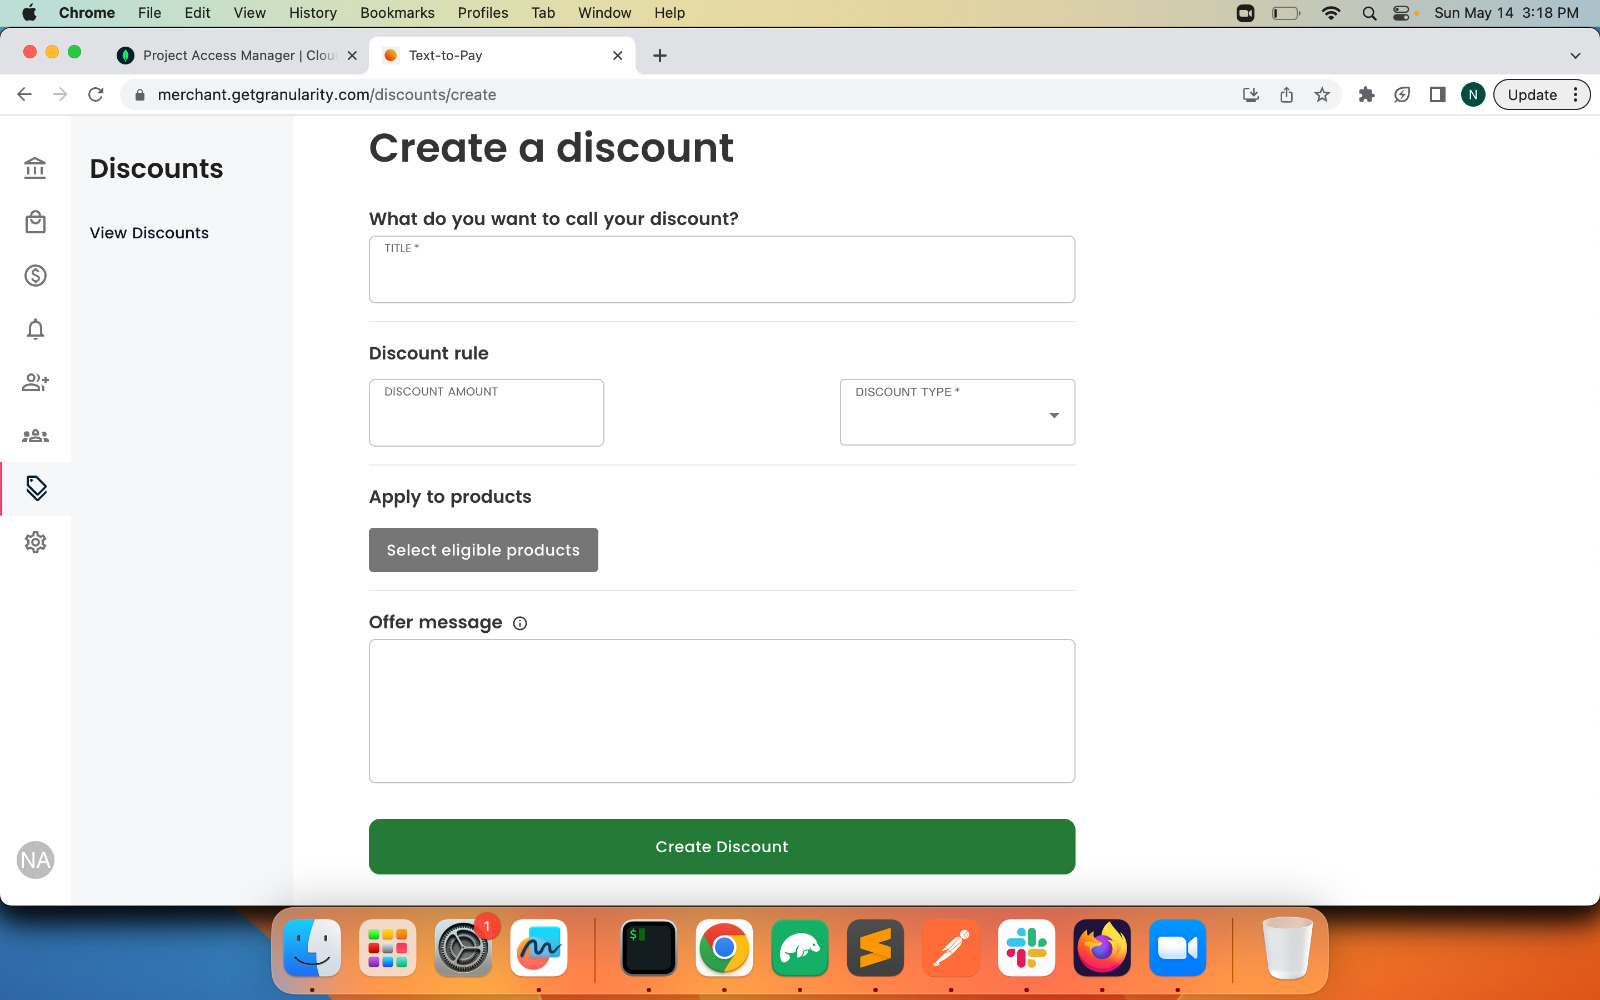 Chrome File Edit View History Bookmarks Profiles Tab Window Help Sun May 14 3:18 PM
Project Access Manager | Clou
Text-to-Pay
merchant.getgranularity.com/discounts/create
N
Update
Discounts
View Discounts
NA
Create a discount
What do you want to call your discount?
TITLE *
Discount rule
DISCOUNT AMOUNT
DISCOUNT TYPE *
Apply to products
Select eligible products
Offer message
Create Discount
1
$